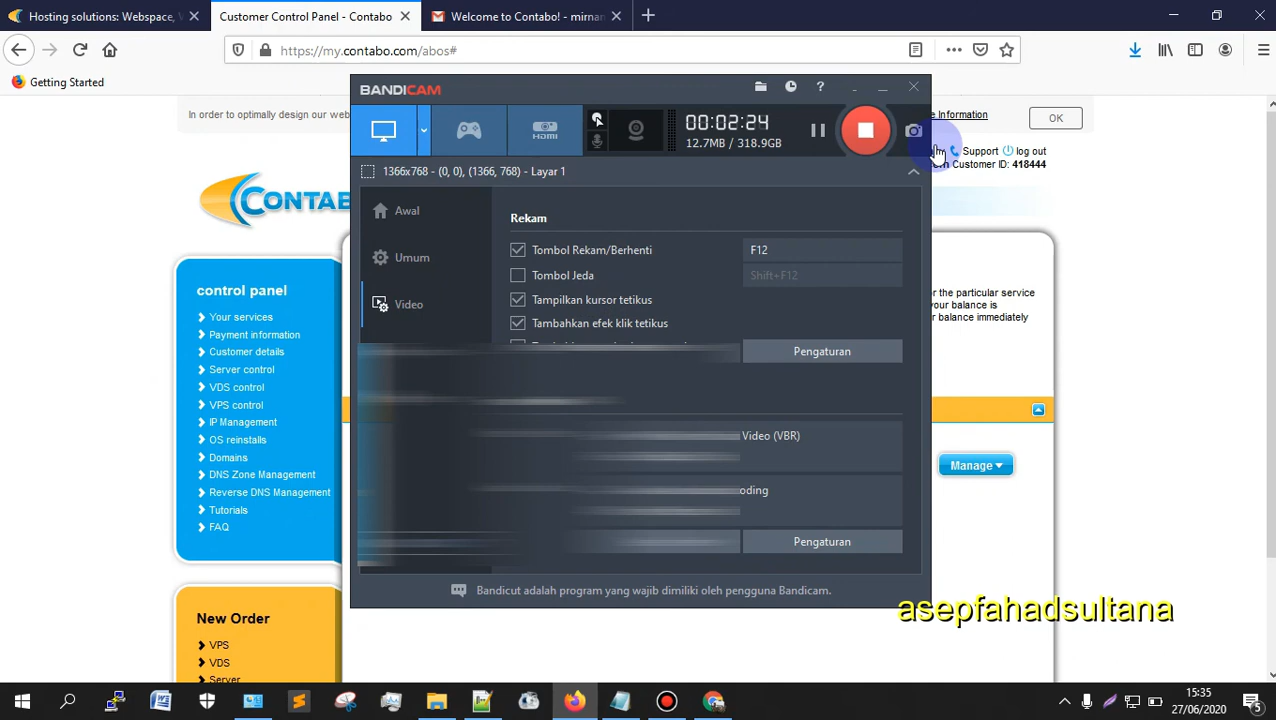 Hosting solutions: Webspace, V
Customer Control Panel - Contabo
Welcome to Contabo! - mirnan
https://my.contabo.com/abos#
Getting Started
In order to optimally design our web
e Information
OK
Support
log out
Customer ID: 418444
CONTABO
BANDICAM
HDMI
00:02:24
12.7MB / 318.9GB
1366x768 - (0, 0), (1366, 768) - Layar 1
Awal
Umum
Video
Rekam
Tombol Rekam/Berhenti
F12
Tombol Jeda
Shift+F12
Tampilkan kursor tetikus
Tambahkan efek klik tetikus
Pengaturan
Video (VBR)
oding
Pengaturan
Bandicut adalah program yang wajib dimiliki oleh pengguna Bandicam.
control panel
Your services
Payment information
Customer details
Server control
VDS control
VPS control
IP Management
OS reinstalls
Domains
DNS Zone Management
Reverse DNS Management
Tutorials
FAQ
New Order
VPS
VDS
Server
for the particular service
your balance is
ur balance immediately
Manage
asepfahadsultana
15:35
27/06/2020
5